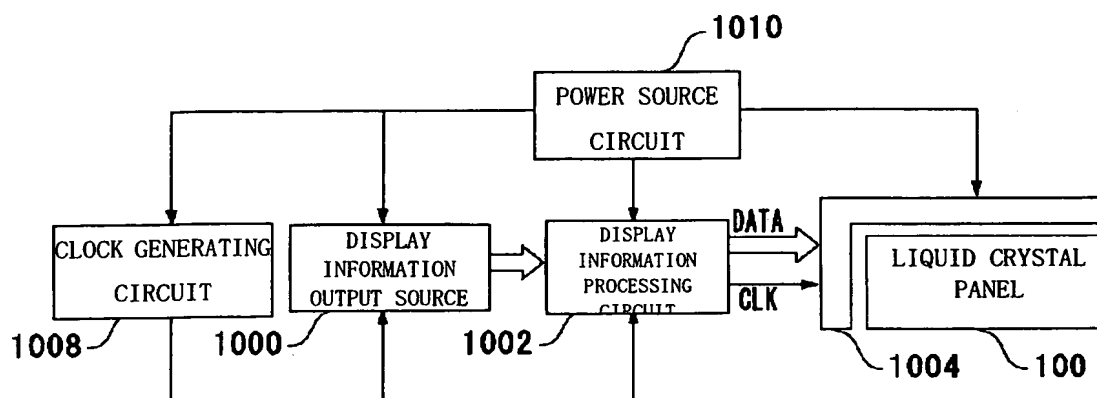 1010
POWER SOURCE
CIRCUIT
CLOCK GENERATING
CIRCUIT
DISPLAY
INFORMATION
OUTPUT SOURCE
DISPLAY
INFORMATION
PROCESSING
CIRCUIT
DATA
CLK
LIQUID CRYSTAL
PANEL
1008
1000
1002
1004
100